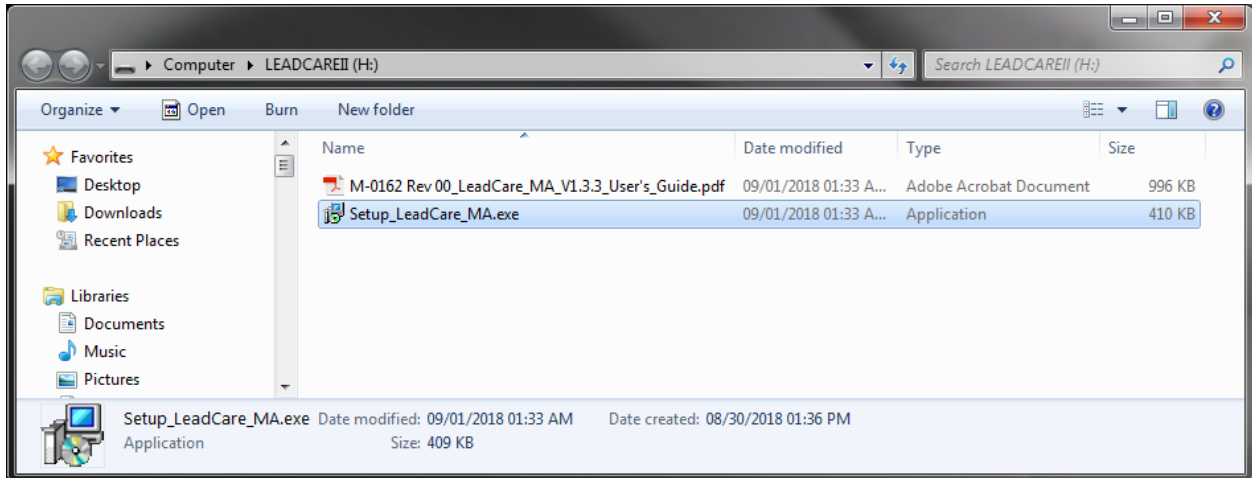 Computer LEADCAREII (H:) Search LEADCAREII (H:)
Organize Open Burn New folder
Favorites
Desktop
Downloads
Recent Places
Libraries
Documents
Music
Pictures
Name Date modified Type Size
M-0162 Rev 00_LeadCare_MA_V1.3.3_User's_Guide.pdf 09/01/2018 01:33 A... Adobe Acrobat Document 996 KB
Setup_LeadCare_MA.exe 09/01/2018 01:33 A... Application 410 KB
Setup_LeadCare_MA.exe Date modified: 09/01/2018 01:33 AM Date created: 08/30/2018 01:36 PM
Application Size: 409 KB